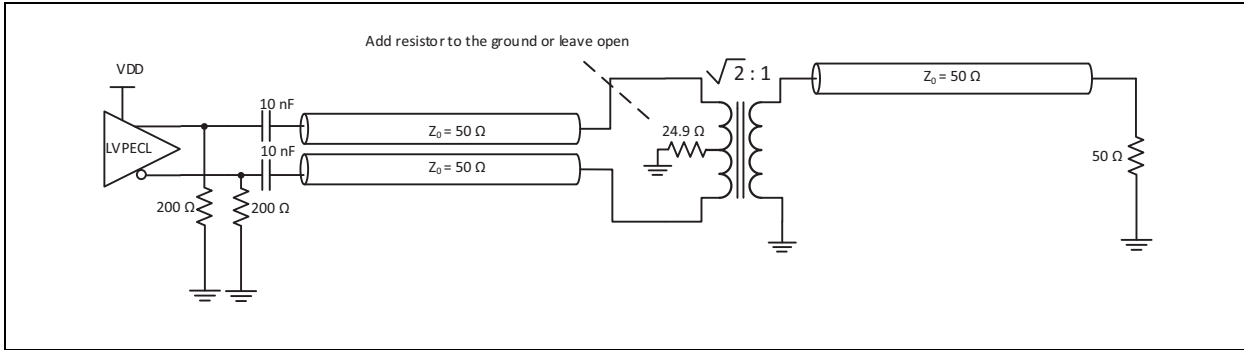 Add resistor to the ground or leave open
VDD
√2 : 1
Z₀ = 50 Ω
10 nF
LVPECL
Z₀ = 50 Ω
24.9 Ω
10 nF
Z₀ = 50 Ω
50 Ω
200 Ω
200 Ω